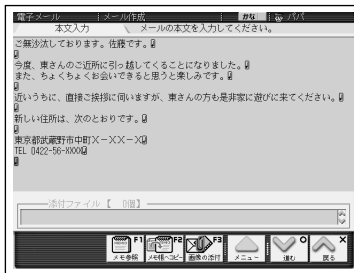 電子メール メール作成 かな パパ
本文入力 メールの本文を入力してください。
ご無沙汰しております。佐藤です。
今度、東さんのご近所に引っ越してくることになりました。
また、ちょくちょくお会いできると思うと楽しみです。
近いうちに、直接ご挨拶に伺いますが、東さんの方も是非家に遊びに来てください。
新しい住所は、次のとおりです。
東京都武蔵野市中町X-XX-X
TEL 0422-56-XXXX
添付ファイル【 0個】
F1 F2 F3 O X
メモ参照 メモ帳へコピー 画像の添付 メニュー 進む 戻る